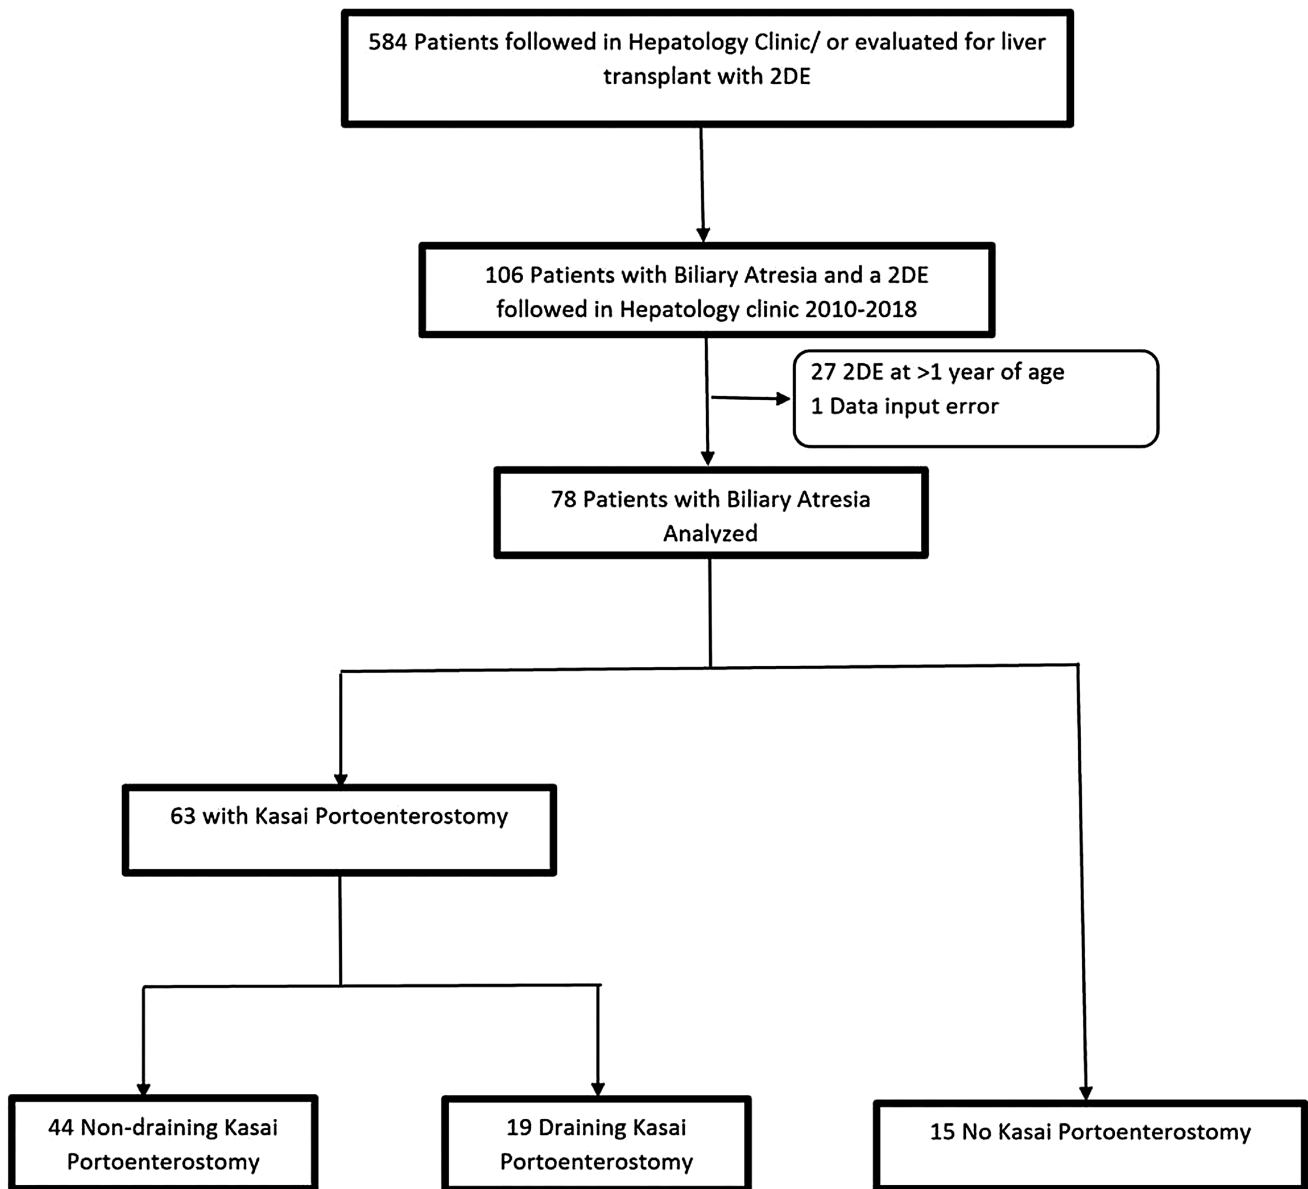 584 Patients followed in Hepatology Clinic/ or evaluated for liver
transplant with 2DE
106 Patients with Biliary Atresia and a 2DE
followed in Hepatology clinic 2010-2018
27 2DE at >1 year of age
1 Data input error
78 Patients with Biliary Atresia
Analyzed
63 with Kasai Portoenterostomy
44 Non-draining Kasai
Portoenterostomy
19 Draining Kasai
Portoenterostomy
15 No Kasai Portoenterostomy